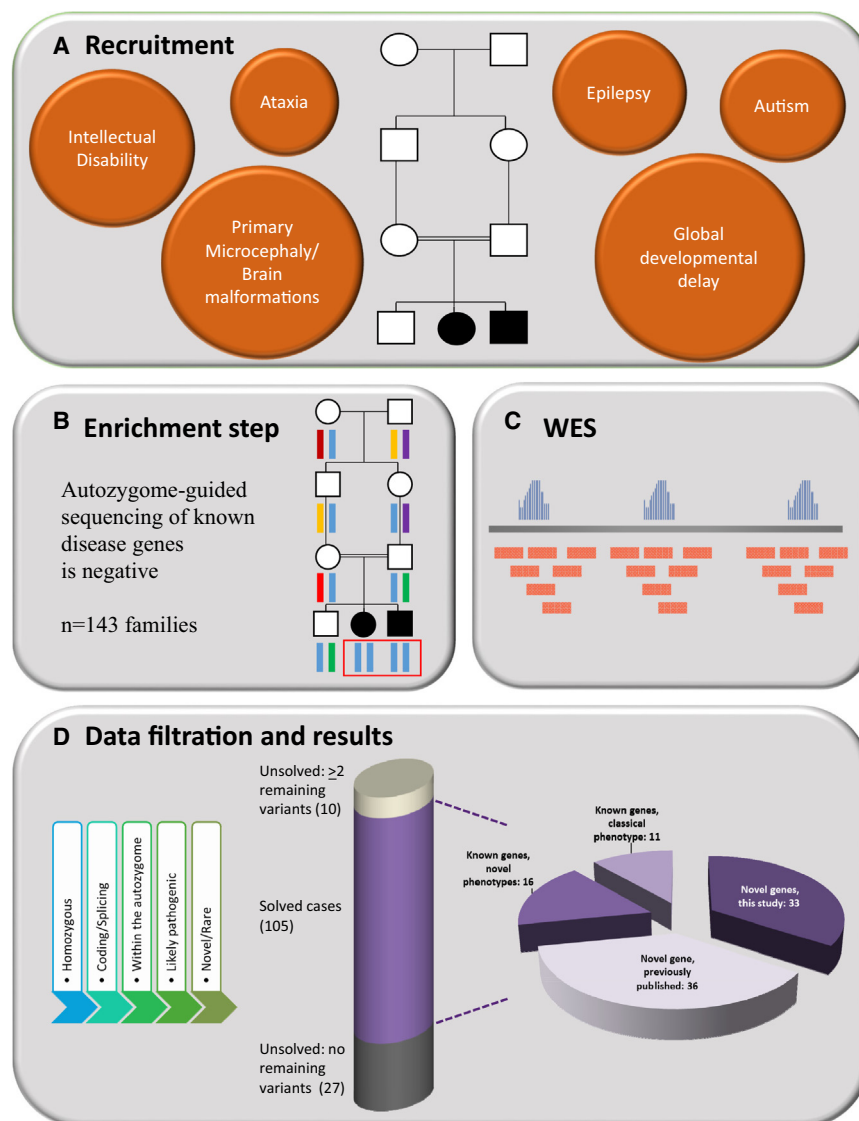 A Recruitment
Intellectual
Disability
Ataxia
Primary
Microcephaly/
Brain
malformations
Epilepsy
Autism
Global
developmental
delay
B Enrichment step
Autozygome-guided
sequencing of known
disease genes
is negative
n=143 families
C WES
D Data filtration and results
• Homozygous
• Coding/Splicing
• Within the autozygome
• Likely pathogenic
• Novel/Rare
Unsolved: ≥2
remaining
variants (10)
Solved cases
(105)
Unsolved: no
remaining
variants (27)
Known genes,
classical
phenotype: 11
Known genes,
novel
phenotypes: 16
Novel genes,
this study: 33
Novel gene,
previously
published: 36